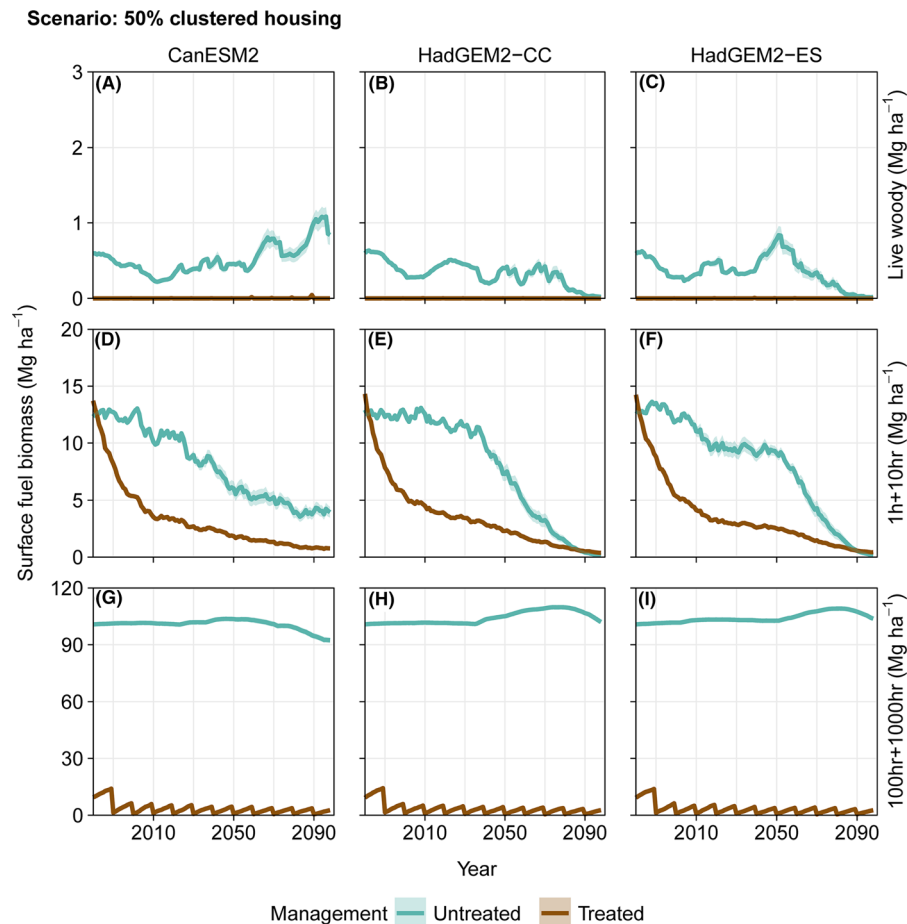 Scenario: 50% clustered housing
CanESM2
HadGEM2−CC
HadGEM2−ES
(A)
(B)
(C)
3
2
1
0
Live woody (Mg ha−1)
(D)
(E)
(F)
20
15
10
5
0
1h+10hr (Mg ha−1)
Surface fuel biomass (Mg ha−1)
(G)
(H)
(I)
120
90
60
30
0
100hr+1000hr (Mg ha−1)
2010 2050 2090
2010 2050 2090
2010 2050 2090
Year
Management Untreated Treated